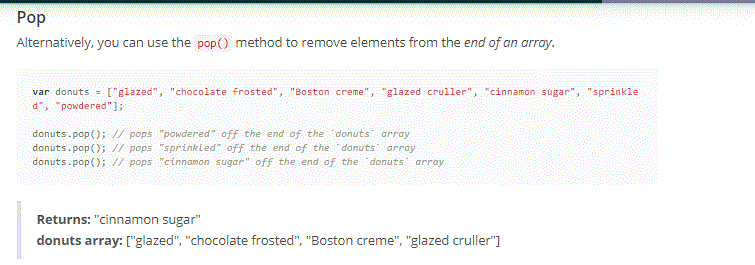 Pop
Alternatively, you can use the pop() method to remove elements from the end of an array.
var donuts = ["glazed", "chocolate frosted", "Boston creme", "glazed cruller", "cinnamon sugar", "sprinkle
d", "powdered"];
donuts.pop(); // pops "powdered" off the end of the `donuts` array
donuts.pop(); // pops "sprinkled" off the end of the `donuts` array
donuts.pop(); // pops "cinnamon sugar" off the end of the `donuts` array
Returns: "cinnamon sugar"
donuts array: ["glazed", "chocolate frosted", "Boston creme", "glazed cruller"]